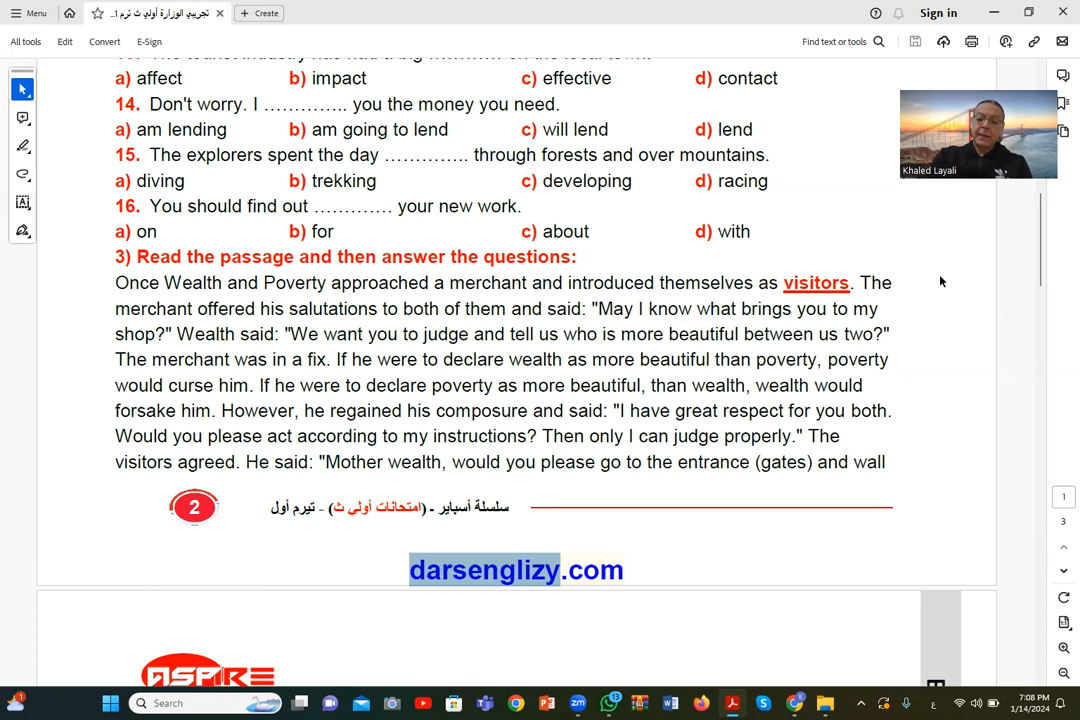 Menu
تجريبي الوزارة أولي ث ترم 1...
Create
Sign in
All tools
Edit
Convert
E-Sign
Find text or tools
a) affect b) impact c) effective d) contact
14. Don't worry. I ………….. you the money you need.
a) am lending b) am going to lend c) will lend d) lend
15. The explorers spent the day ………….. through forests and over mountains.
a) diving b) trekking c) developing d) racing
16. You should find out …………. your new work.
a) on b) for c) about d) with
3) Read the passage and then answer the questions:
Once Wealth and Poverty approached a merchant and introduced themselves as visitors. The
merchant offered his salutations to both of them and said: "May I know what brings you to my
shop?" Wealth said: "We want you to judge and tell us who is more beautiful between us two?"
The merchant was in a fix. If he were to declare wealth as more beautiful than poverty, poverty
would curse him. If he were to declare poverty as more beautiful, than wealth, wealth would
forsake him. However, he regained his composure and said: "I have great respect for you both.
Would you please act according to my instructions? Then only I can judge properly." The
visitors agreed. He said: "Mother wealth, would you please go to the entrance (gates) and wall
2
سلسلة أسباير - (امتحانات أولي ث) - تيرم أول
darsenglizy.com
ASPIRE
Khaled Layali
1
3
Search
13
1
ع
7:08 PM
1/14/2024